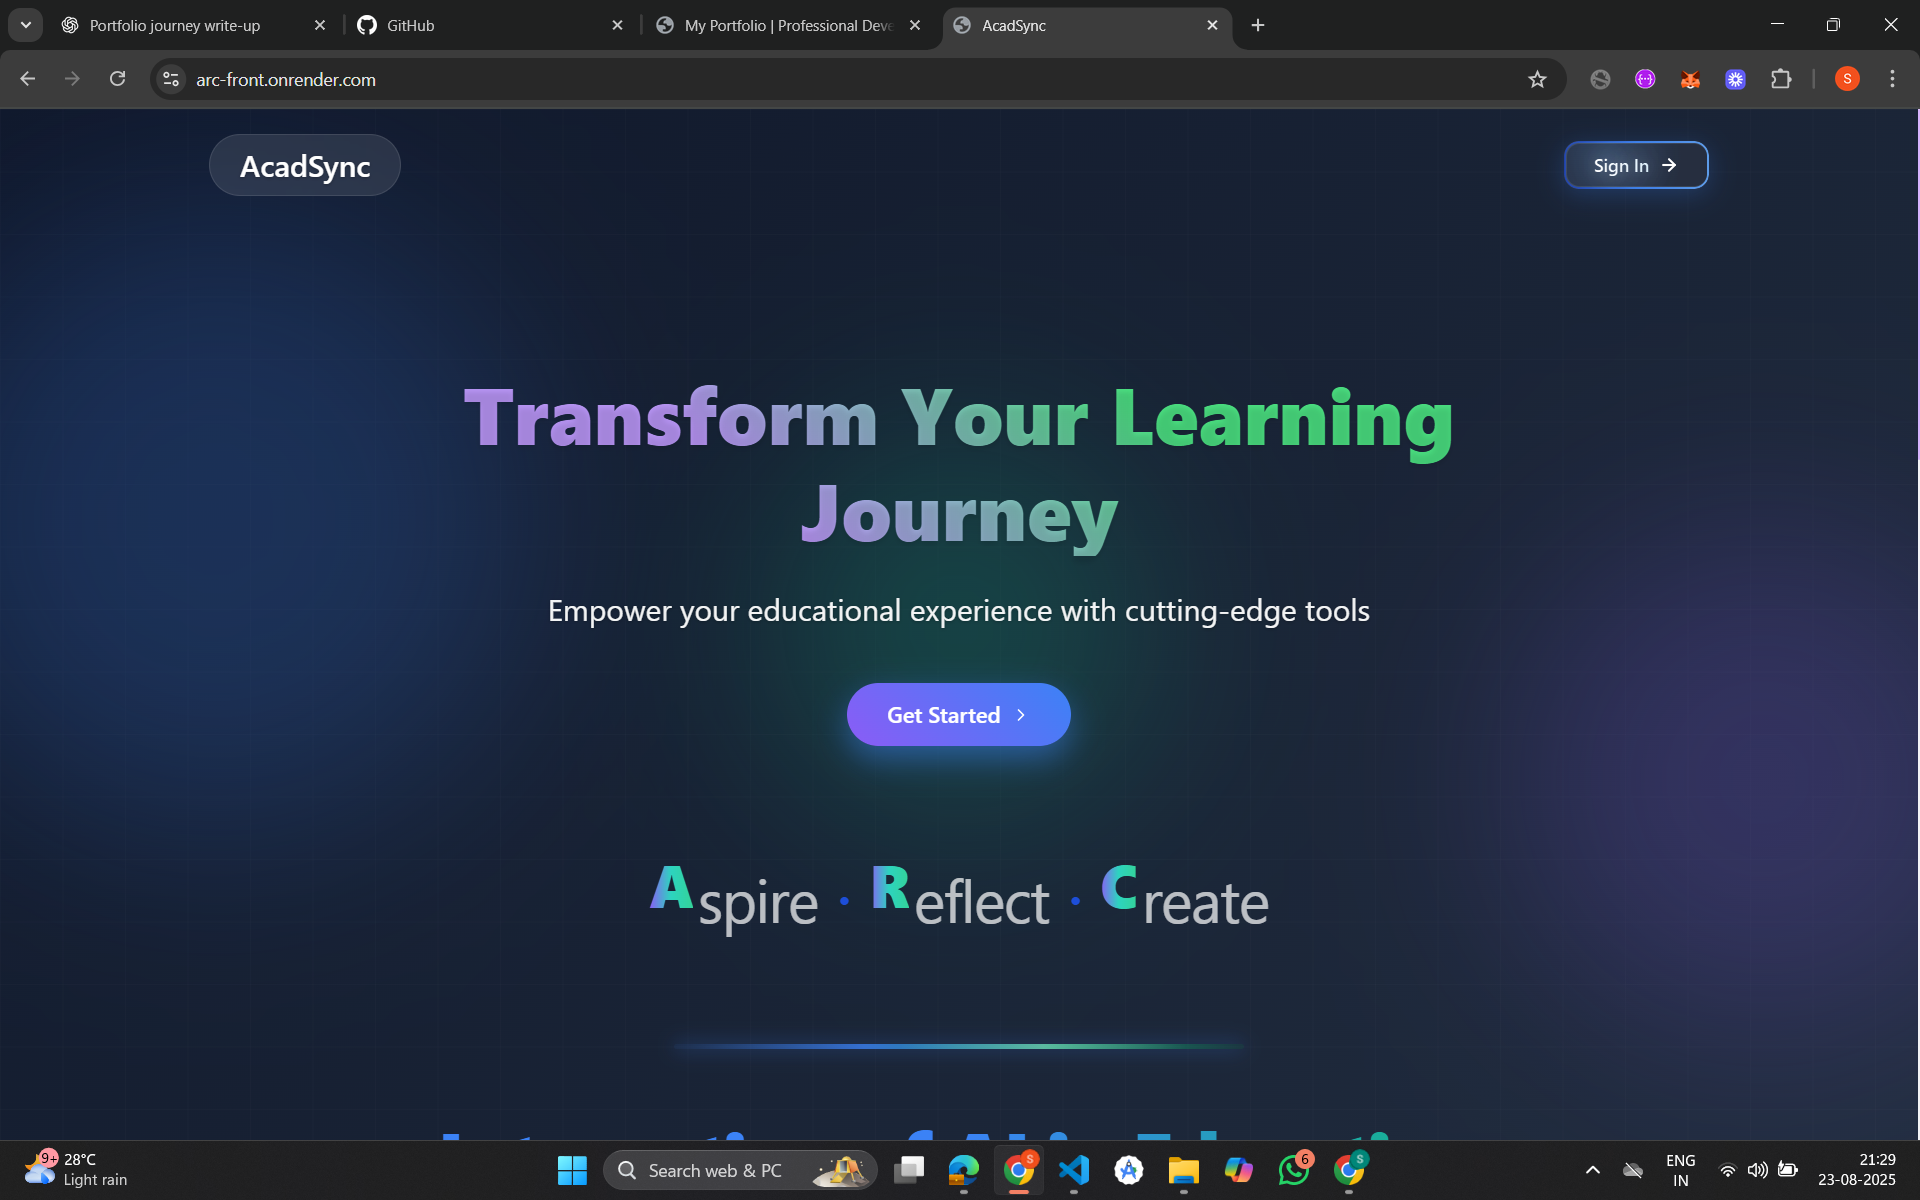 Portfolio journey write-up
GitHub
My Portfolio | Professional Deve
AcadSync
arc-front.onrender.com
S
AcadSync
Sign In
Transform Your Learning
Journey
Empower your educational experience with cutting-edge tools
Get Started
Aspire · Reflect · Create
9+
28°C
Light rain
Search web & PC
S
6
S
ENG
IN
21:29
23-08-2025